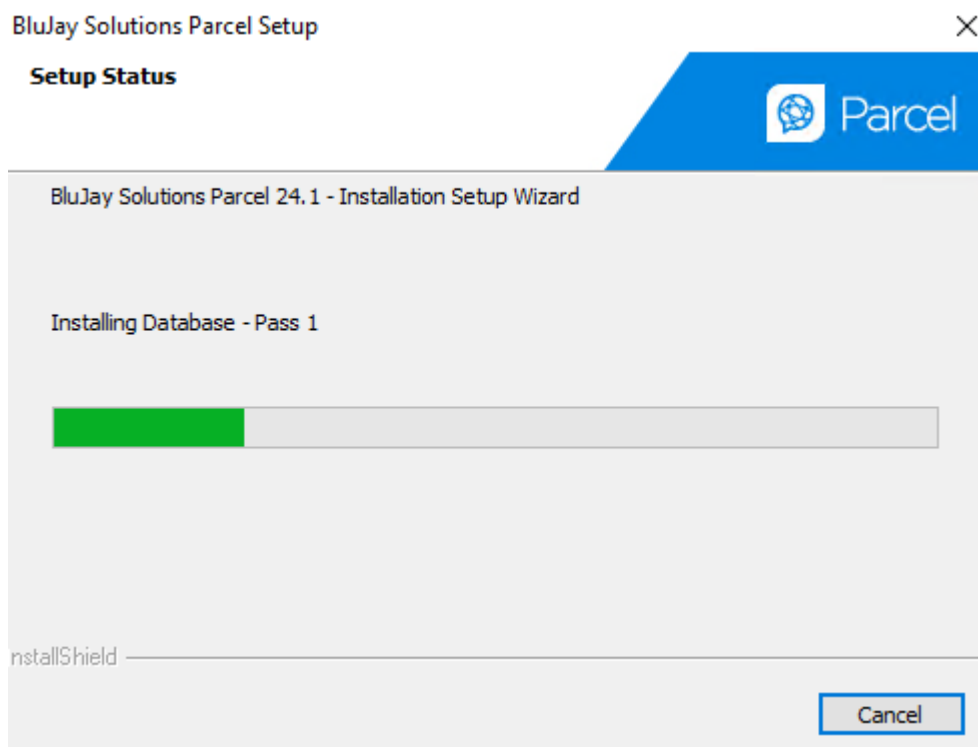 BluJay Solutions Parcel Setup
Setup Status
Parcel
BluJay Solutions Parcel 24.1 - Installation Setup Wizard
Installing Database - Pass 1
nstallShield
Cancel